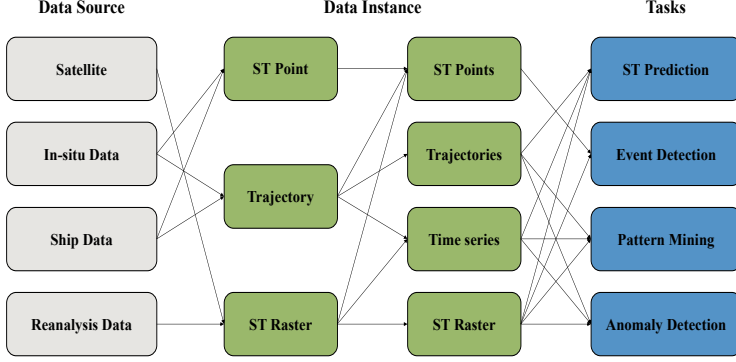 Data Source
Data Instance
Tasks
Satellite
ST Point
ST Points
ST Prediction
In-situ Data
Trajectories
Event Detection
Trajectory
Ship Data
Time series
Pattern Mining
Reanalysis Data
ST Raster
ST Raster
Anomaly Detection